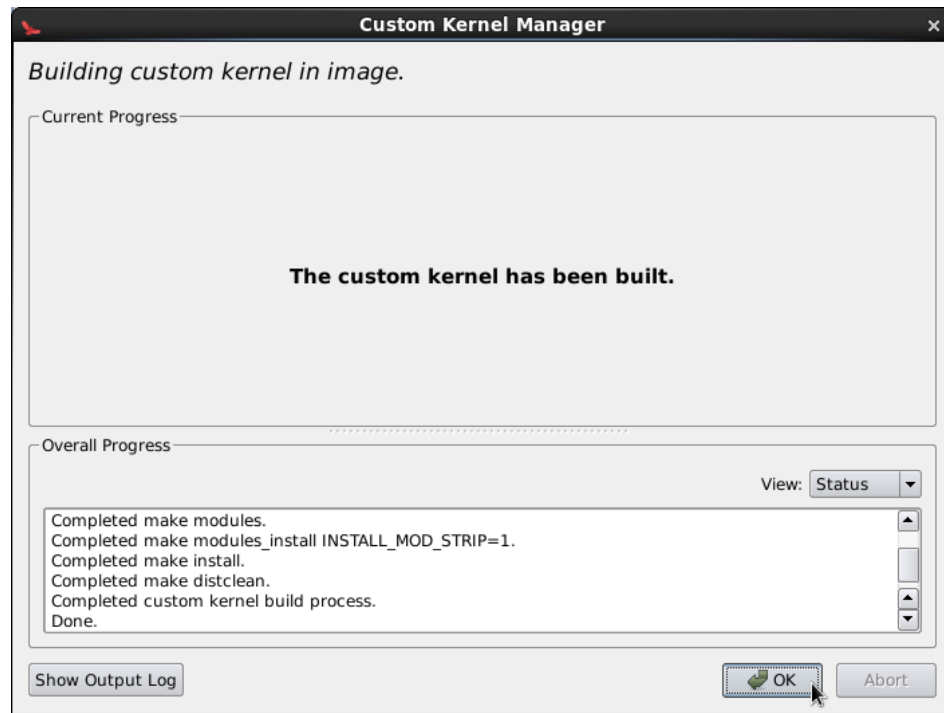 Custom Kernel Manager
Building custom kernel in image.
Current Progress
The custom kernel has been built.
Overall Progress
View: Status
Completed make modules.
Completed make modules_install INSTALL_MOD_STRIP=1.
Completed make install.
Completed make distclean.
Completed custom kernel build process.
Done.
Show Output Log OK Abort